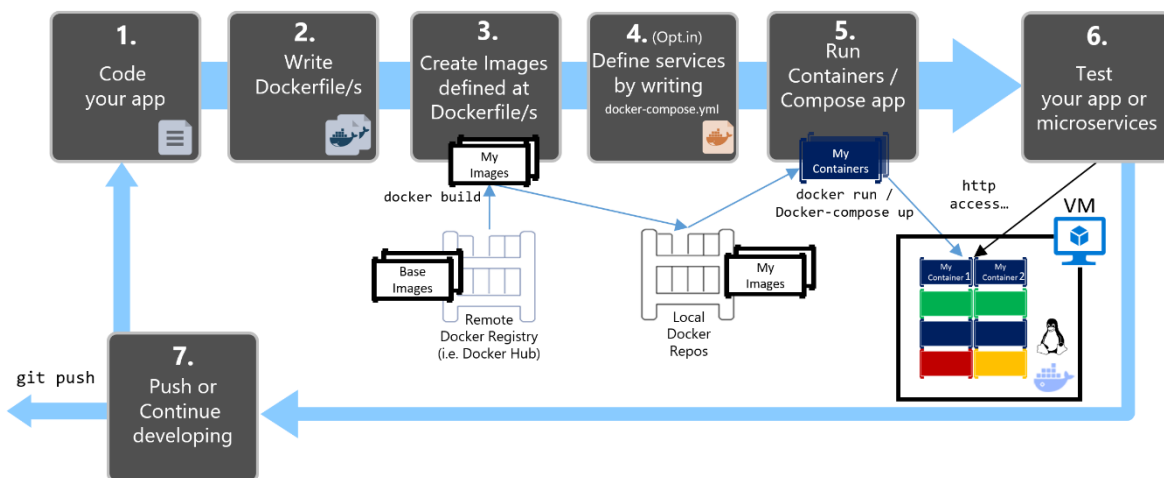 1.
Code
your app
2.
Write
Dockerfile/s
3.
Create Images
defined at
Dockerfile/s
My
Images
4. (Opt.in)
Define services
by writing
docker-compose.yml
5.
Run
Containers /
Compose app
My
Containers
6.
Test
your app or
microservices
docker build
docker run /
Docker-compose up
http
access…
VM
Base
Images
Remote
Docker Registry
(i.e. Docker Hub)
My
Images
Local
Docker
Repos
My
Container 1
My
Container 2
7.
Push or
Continue
developing
git push